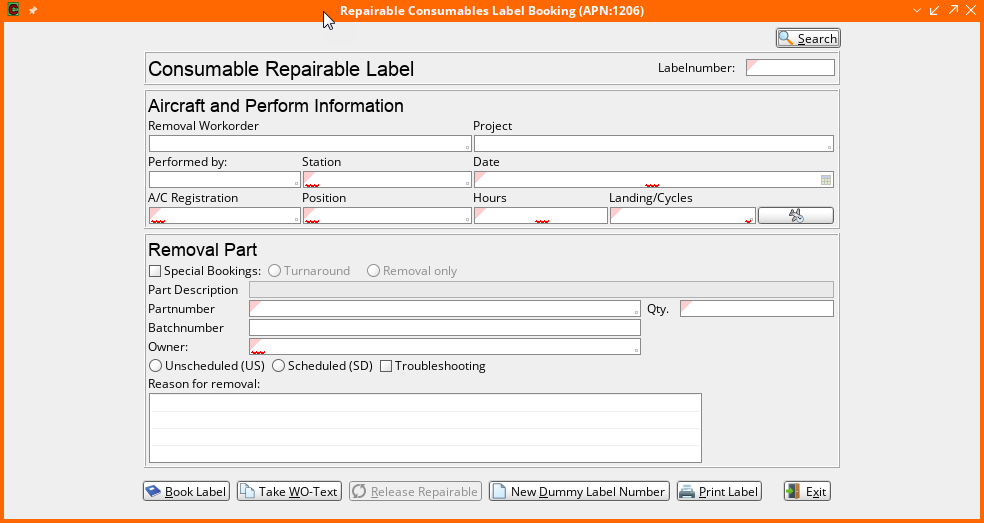 Repairable Consumables Label Booking (APN:1206)
Search
Consumable Repairable Label Labelnumber:
Aircraft and Perform Information
Removal Workorder Project
Performed by: Station Date
A/C Registration Position Hours Landing/Cycles
Removal Part
Special Bookings: Turnaround Removal only
Part Description
Partnumber Qty.
Batchnumber
Owner:
Unscheduled (US) Scheduled (SD) Troubleshooting
Reason for removal:
Book Label Take WO-Text Release Repairable New Dummy Label Number Print Label Exit